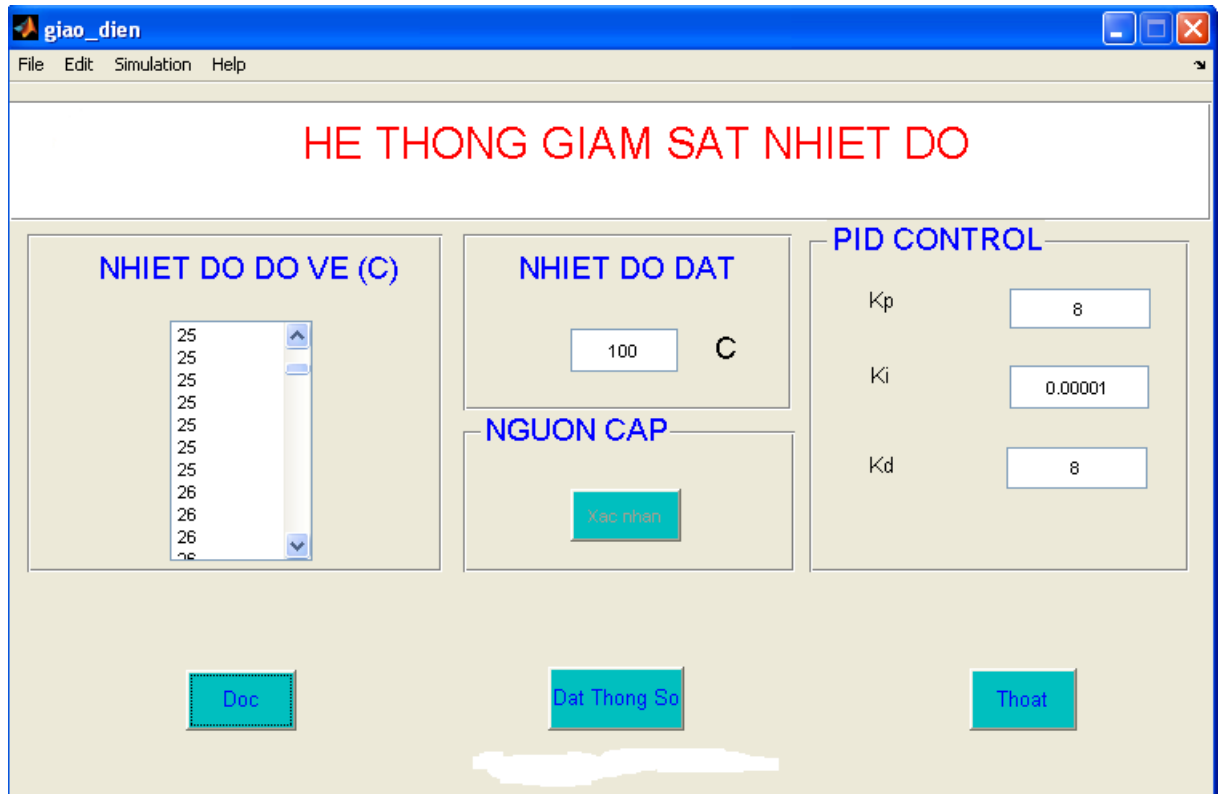 giao_dien
File Edit Simulation Help
HE THONG GIAM SAT NHIET DO
NHIET DO DO VE (C)
25
25
25
25
25
25
25
26
26
26
26
NHIET DO DAT
100 C
NGUON CAP
Xac nhan
PID CONTROL
Kp 8
Ki 0.00001
Kd 8
Doc
Dat Thong So
Thoat